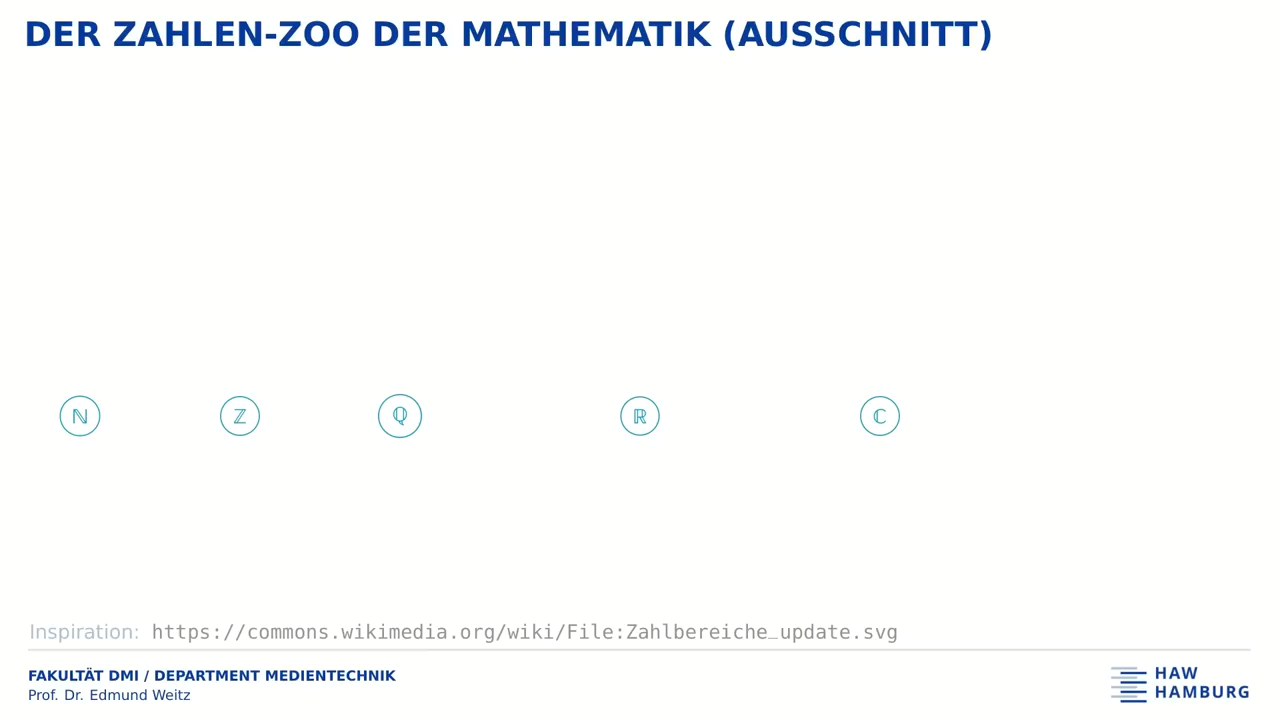 DER ZAHLEN-ZOO DER MATHEMATIK (AUSSCHNITT)
ℕ ℤ ℚ ℝ ℂ
Inspiration: https://commons.wikimedia.org/wiki/File:Zahlbereiche_update.svg
FAKULTÄT DMI / DEPARTMENT MEDIENTECHNIK
Prof. Dr. Edmund Weitz
HAW
HAMBURG